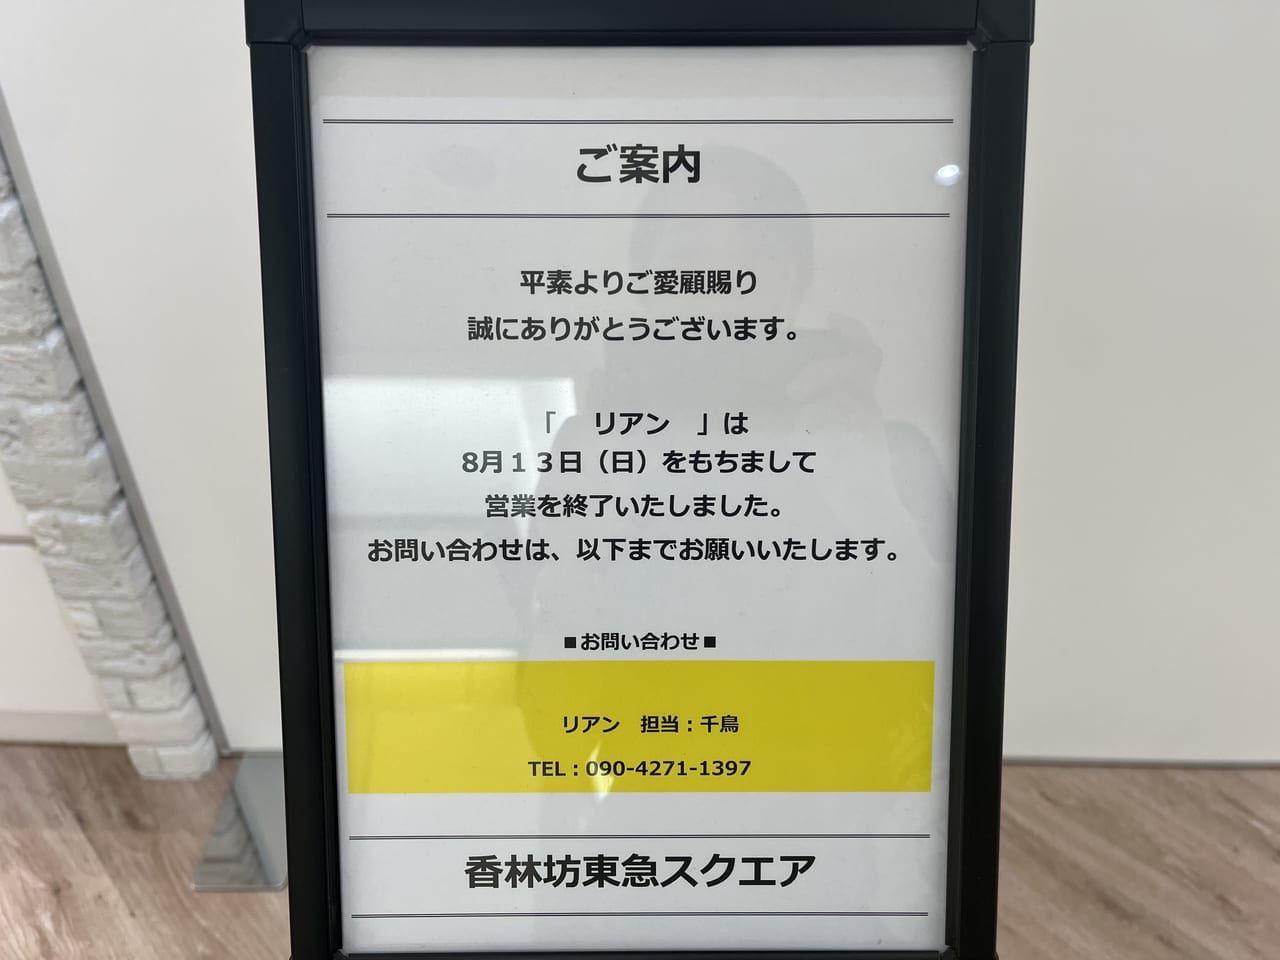 ご案内
平素よりご愛顧賜り
誠にありがとうございます。
「　リアン　」は
8月１３日（日）をもちまして
営業を終了いたしました。
お問い合わせは、以下までお願いいたします。
■お問い合わせ■
リアン　担当：千鳥
TEL：090-4271-1397
香林坊東急スクエア